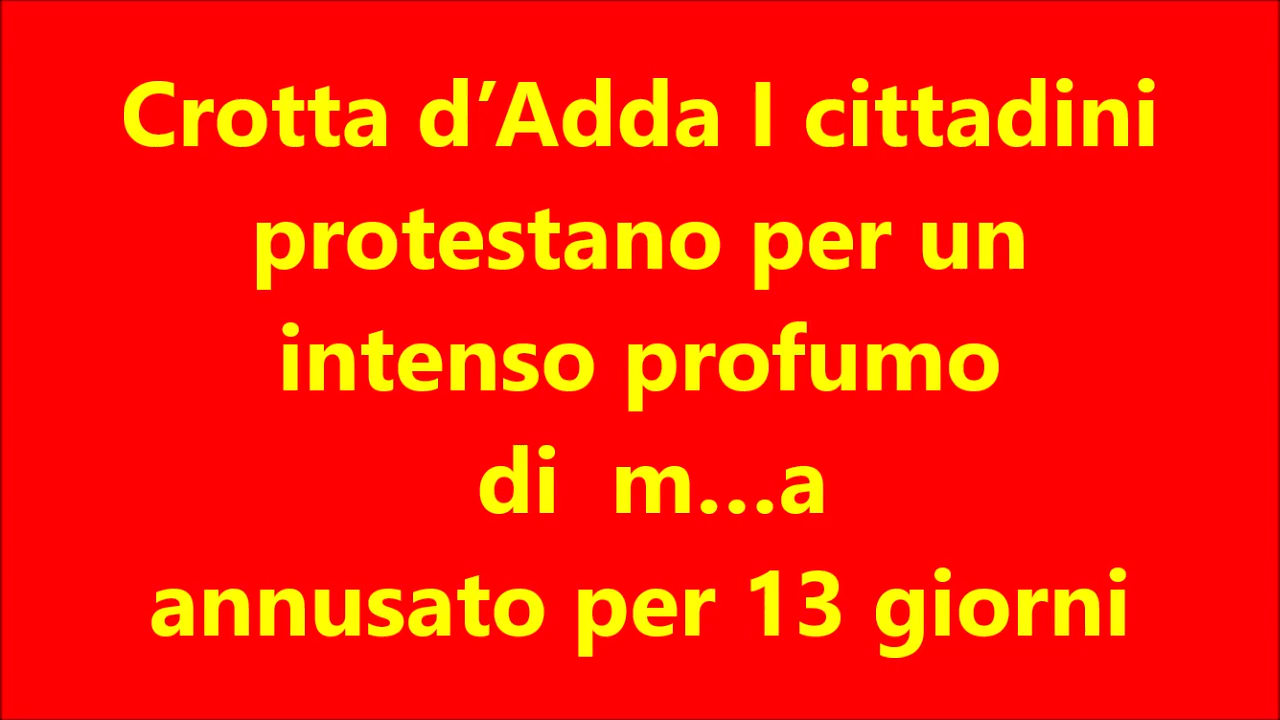 Crotta d’Adda I cittadini
protestano per un
intenso profumo
di  m...a
annusato per 13 giorni